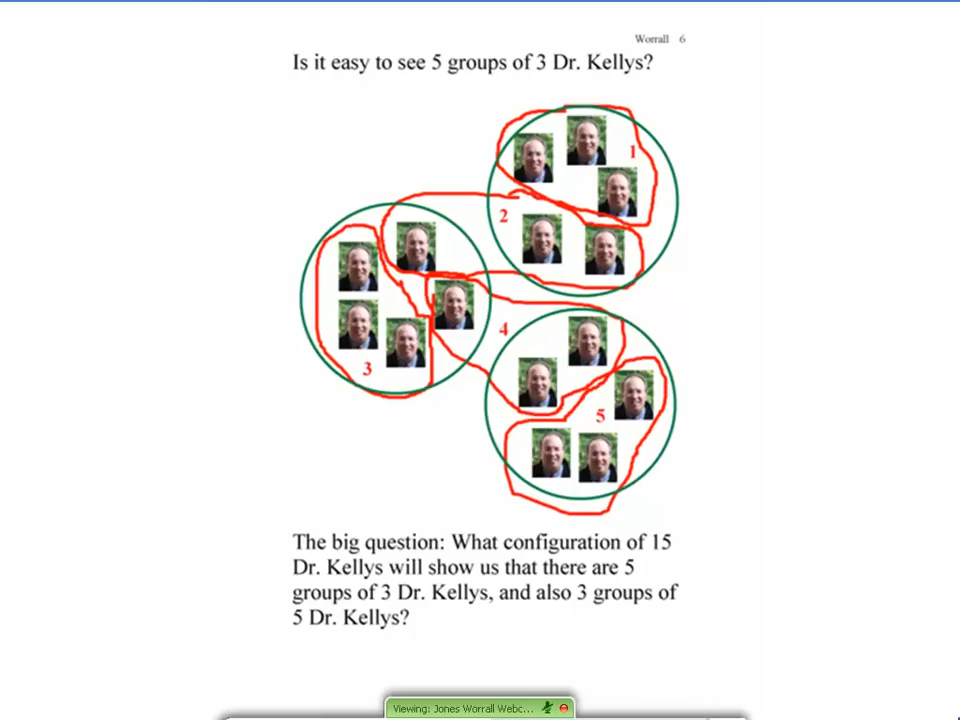 Worrall 6
Is it easy to see 5 groups of 3 Dr. Kellys?
1
2
3
4
5
The big question: What configuration of 15
Dr. Kellys will show us that there are 5
groups of 3 Dr. Kellys, and also 3 groups of
5 Dr. Kellys?
Viewing: Jones Worrall Webc...